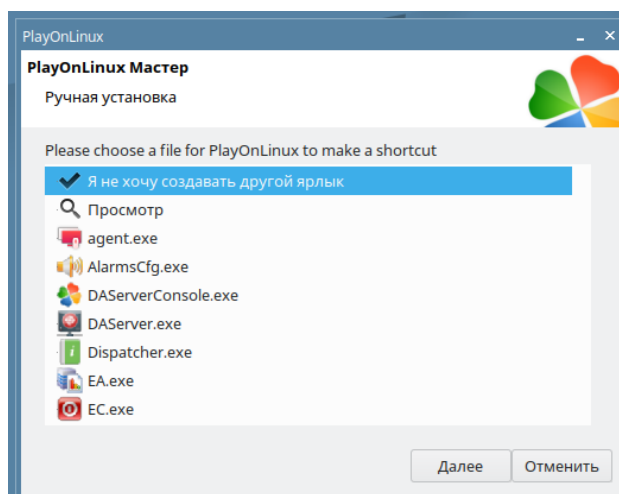 PlayOnLinux
PlayOnLinux Мастер
Ручная установка
Please choose a file for PlayOnLinux to make a shortcut
Я не хочу создавать другой ярлык
Просмотр
agent.exe
AlarmsCfg.exe
DAServerConsole.exe
DAServer.exe
Dispatcher.exe
EA.exe
EC.exe
Далее
Отменить